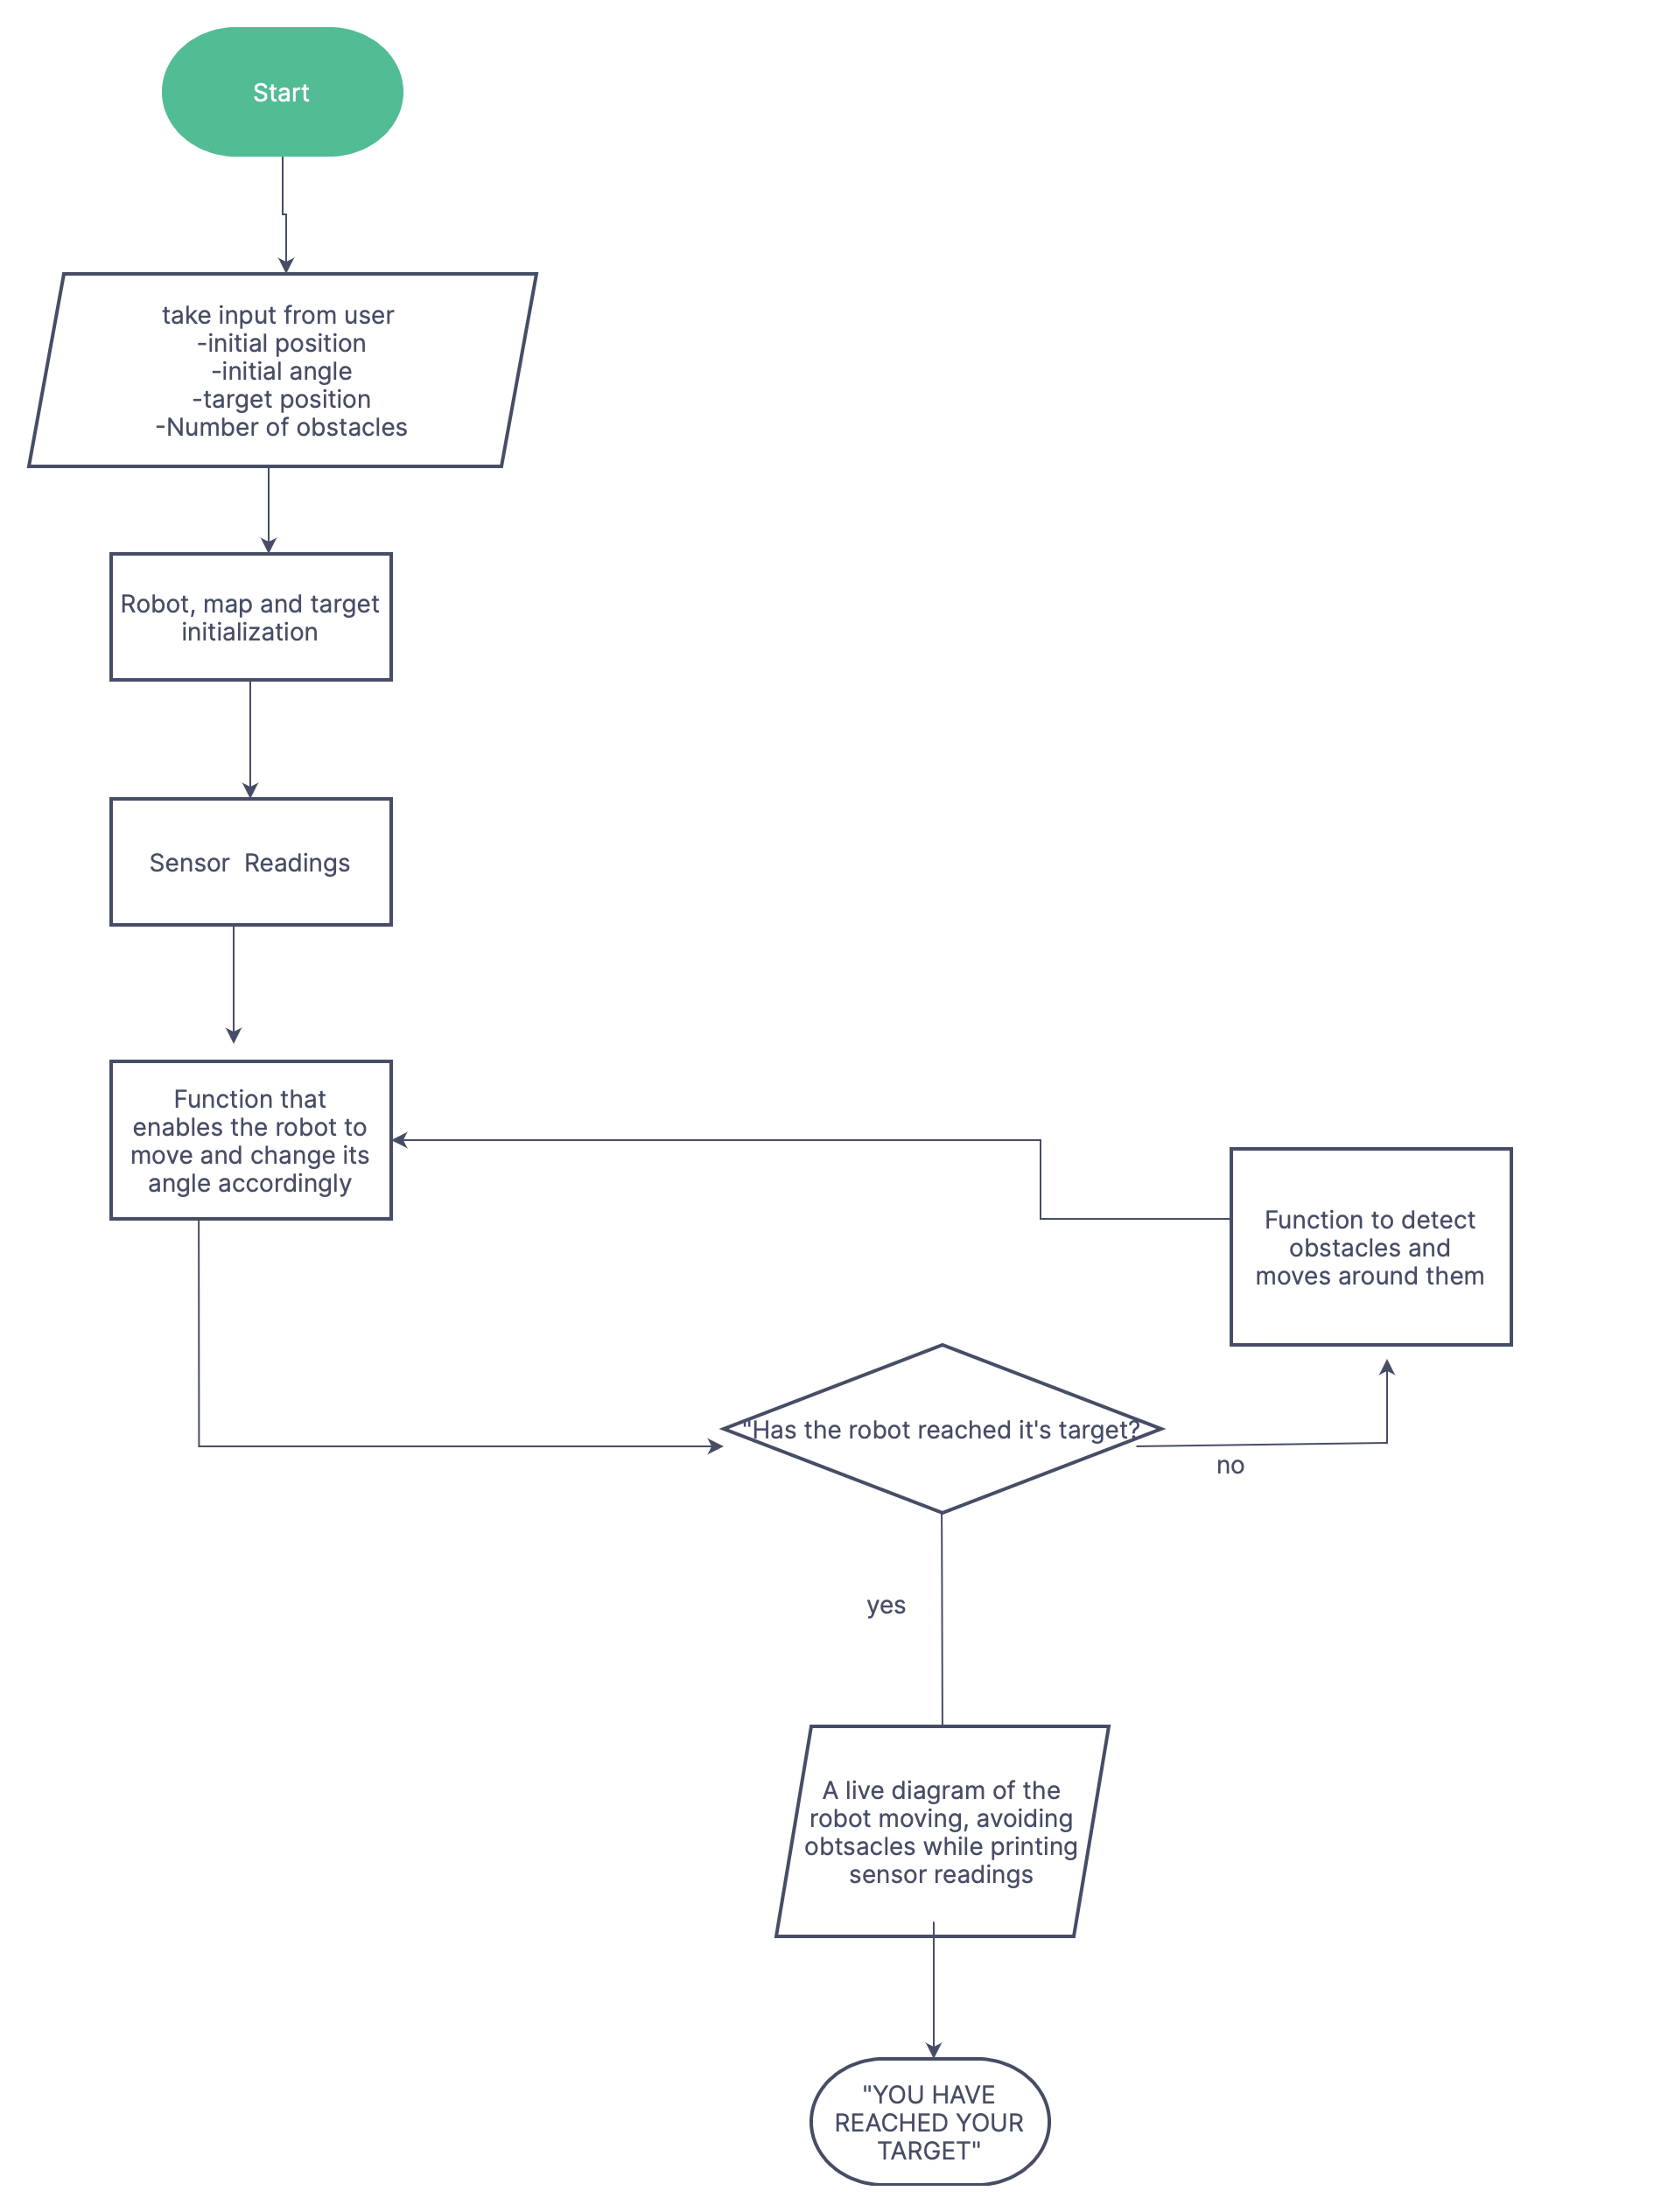 Start
take input from user
-initial position
-initial angle
-target position
-Number of obstacles
Robot, map and target
initialization
Sensor  Readings
Function that
enables the robot to
move and change its
angle accordingly
Function to detect
obstacles and
moves around them
"Has the robot reached it's target?
no
yes
A live diagram of the
robot moving, avoiding
obtsacles while printing
sensor readings
"YOU HAVE
REACHED YOUR
TARGET"